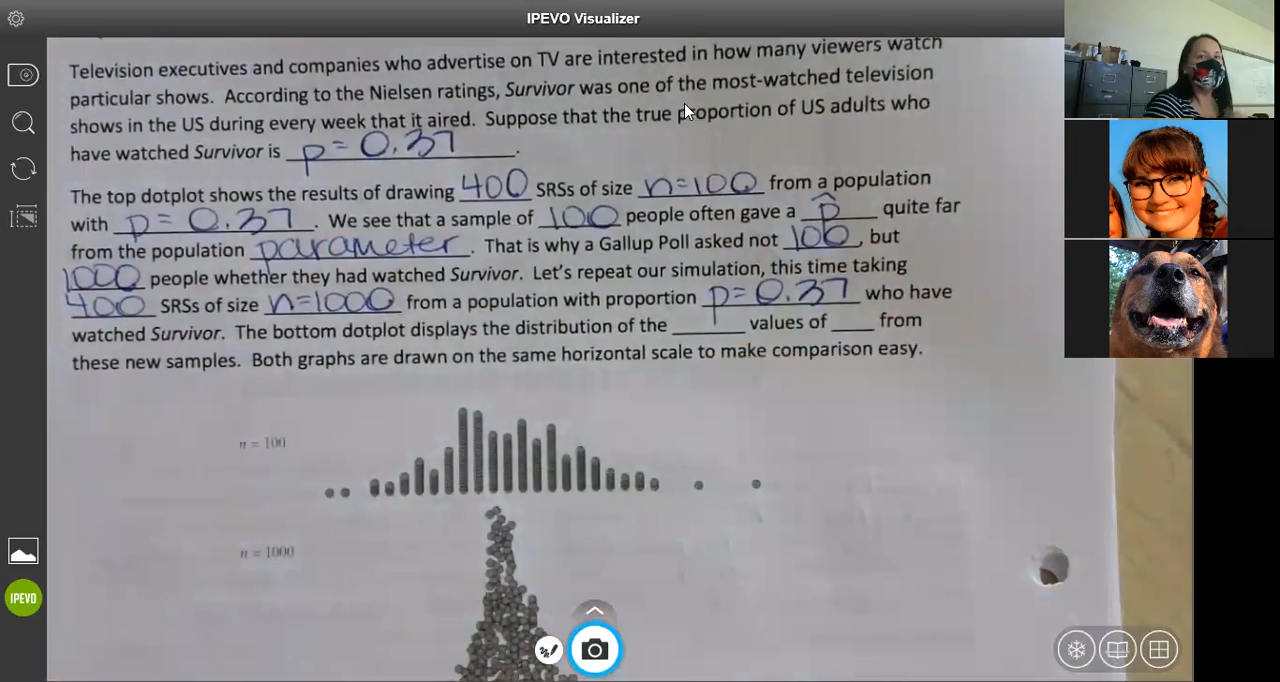 IPEVO Visualizer
Television executives and companies who advertise on TV are interested in how many viewers watch
particular shows. According to the Nielsen ratings, Survivor was one of the most-watched television
shows in the US during every week that it aired. Suppose that the true proportion of US adults who
have watched Survivor is p = 0.37.
The top dotplot shows the results of drawing 400 SRSs of size n=100 from a population
with p = 0.37. We see that a sample of 100 people often gave a p̂ quite far
from the population parameter. That is why a Gallup Poll asked not 100, but
1000 people whether they had watched Survivor. Let's repeat our simulation, this time taking
400 SRSs of size n=1000 from a population with proportion p=0.37 who have
watched Survivor. The bottom dotplot displays the distribution of the ______ values of ____ from
these new samples. Both graphs are drawn on the same horizontal scale to make comparison easy.
n = 100
n = 1000
IPEVO